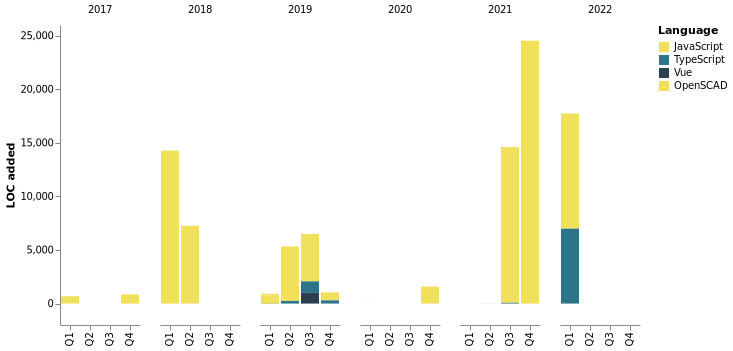 2017 2018 2019 2020 2021 2022
Language
JavaScript
TypeScript
Vue
OpenSCAD
LOC added
25,000
20,000
15,000
10,000
5,000
0
Q1 Q2 Q3 Q4 Q1 Q2 Q3 Q4 Q1 Q2 Q3 Q4 Q1 Q2 Q3 Q4 Q1 Q2 Q3 Q4 Q1 Q2 Q3 Q4